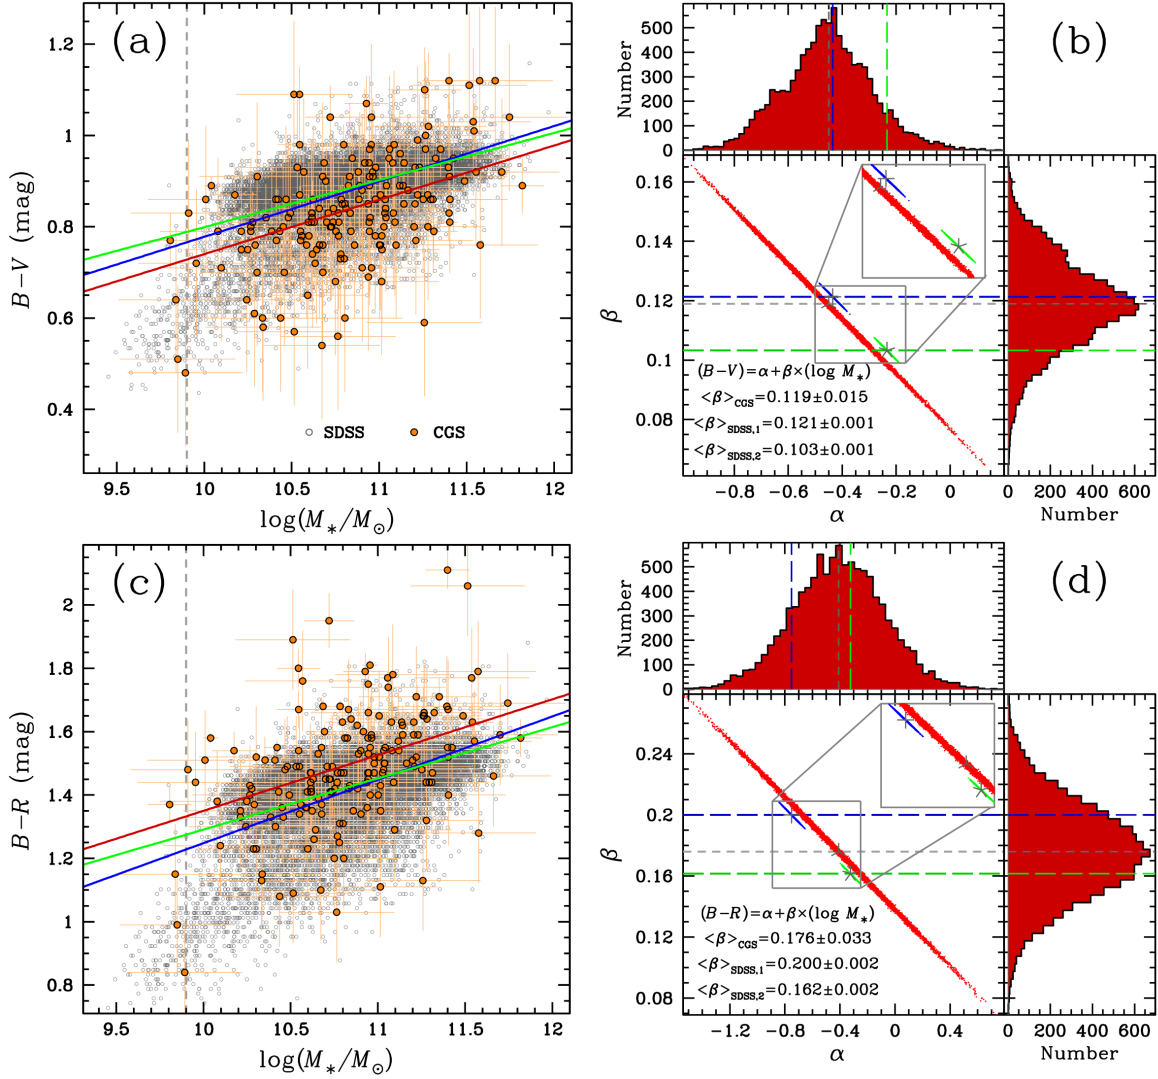 (a)
1.2
1
0.8
0.6
0.4
B−V (mag)
SDSS CGS
9.5 10 10.5 11 11.5 12
log(M*/M⊙)
(b)
500
400
300
200
100
0
Number
0.16
0.14
0.12
0.1
0.08
β
(B−V)=α+β×(log M*)
<β>CGS=0.119±0.015
<β>SDSS,1=0.121±0.001
<β>SDSS,2=0.103±0.001
−0.8 −0.6 −0.4 −0.2 0
α
0 200 400 600
Number
(c)
2
1.8
1.6
1.4
1.2
1
0.8
B−R (mag)
9.5 10 10.5 11 11.5 12
log(M*/M⊙)
(d)
500
400
300
200
100
0
Number
0.24
0.2
0.16
0.12
0.08
β
(B−R)=α+β×(log M*)
<β>CGS=0.176±0.033
<β>SDSS,1=0.200±0.002
<β>SDSS,2=0.162±0.002
−1.2 −0.8 −0.4 0 0.4
α
0 200 400 600
Number